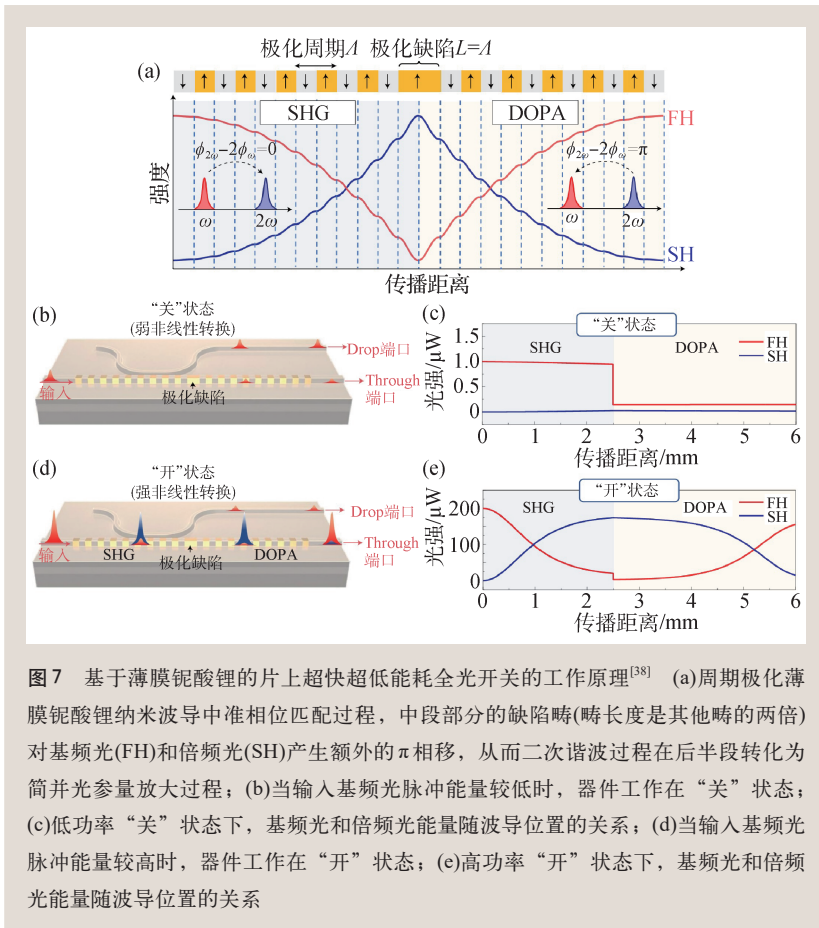 极化周期Λ 极化缺陷L=Λ
(a)
↓ ↑ ↓ ↑ ↓ ↑ ↓ ↑ ↓ ↑ ↓ ↑ ↓ ↑ ↓ ↑ ↓ ↑ ↓ ↑ ↓ ↑ ↓
SHG DOPA FH
ϕ2ω−2ϕω=0 ϕ2ω−2ϕω=π
强度
ω 2ω ω 2ω
SH
传播距离
(b) “关”状态
(弱非线性转换)
Drop端口
Through
端口
输入
极化缺陷
(c) “关”状态
1.5 SHG DOPA FH
SH
1.0
0.5
0
光强/μW
0 1 2 3 4 5 6
传播距离/mm
(d) “开”状态
(强非线性转换)
Drop端口
Through
端口
输入 SHG 极化缺陷 DOPA
(e) “开”状态
200 SHG DOPA FH
SH
100
0
光强/μW
0 1 2 3 4 5 6
传播距离/mm
图7 基于薄膜铌酸锂的片上超快超低能耗全光开关的工作原理[38] (a)周期极化薄
膜铌酸锂纳米波导中准相位匹配过程，中段部分的缺陷畴(畴长度是其他畴的两倍)
对基频光(FH)和倍频光(SH)产生额外的π相移，从而二次谐波过程在后半段转化为
简并光参量放大过程；(b)当输入基频光脉冲能量较低时，器件工作在“关”状态；
(c)低功率“关”状态下，基频光和倍频光能量随波导位置的关系；(d)当输入基频光
脉冲能量较高时，器件工作在“开”状态；(e)高功率“开”状态下，基频光和倍频
光能量随波导位置的关系